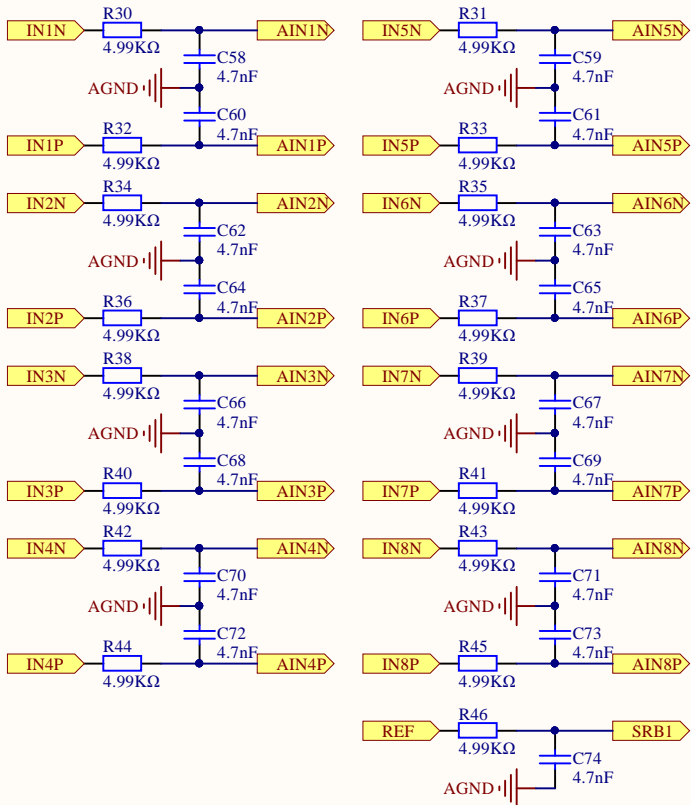 R30
IN1N
AIN1N
4.99KΩ
C58
4.7nF
AGND
C60
4.7nF
R32
IN1P
AIN1P
4.99KΩ
R34
IN2N
AIN2N
4.99KΩ
C62
4.7nF
AGND
C64
4.7nF
R36
IN2P
AIN2P
4.99KΩ
R38
IN3N
AIN3N
4.99KΩ
C66
4.7nF
AGND
C68
4.7nF
R40
IN3P
AIN3P
4.99KΩ
R42
IN4N
AIN4N
4.99KΩ
C70
4.7nF
AGND
C72
4.7nF
R44
IN4P
AIN4P
4.99KΩ
R31
IN5N
AIN5N
4.99KΩ
C59
4.7nF
AGND
C61
4.7nF
R33
IN5P
AIN5P
4.99KΩ
R35
IN6N
AIN6N
4.99KΩ
C63
4.7nF
AGND
C65
4.7nF
R37
IN6P
AIN6P
4.99KΩ
R39
IN7N
AIN7N
4.99KΩ
C67
4.7nF
AGND
C69
4.7nF
R41
IN7P
AIN7P
4.99KΩ
R43
IN8N
AIN8N
4.99KΩ
C71
4.7nF
AGND
C73
4.7nF
R45
IN8P
AIN8P
4.99KΩ
R46
REF
SRB1
4.99KΩ
C74
4.7nF
AGND